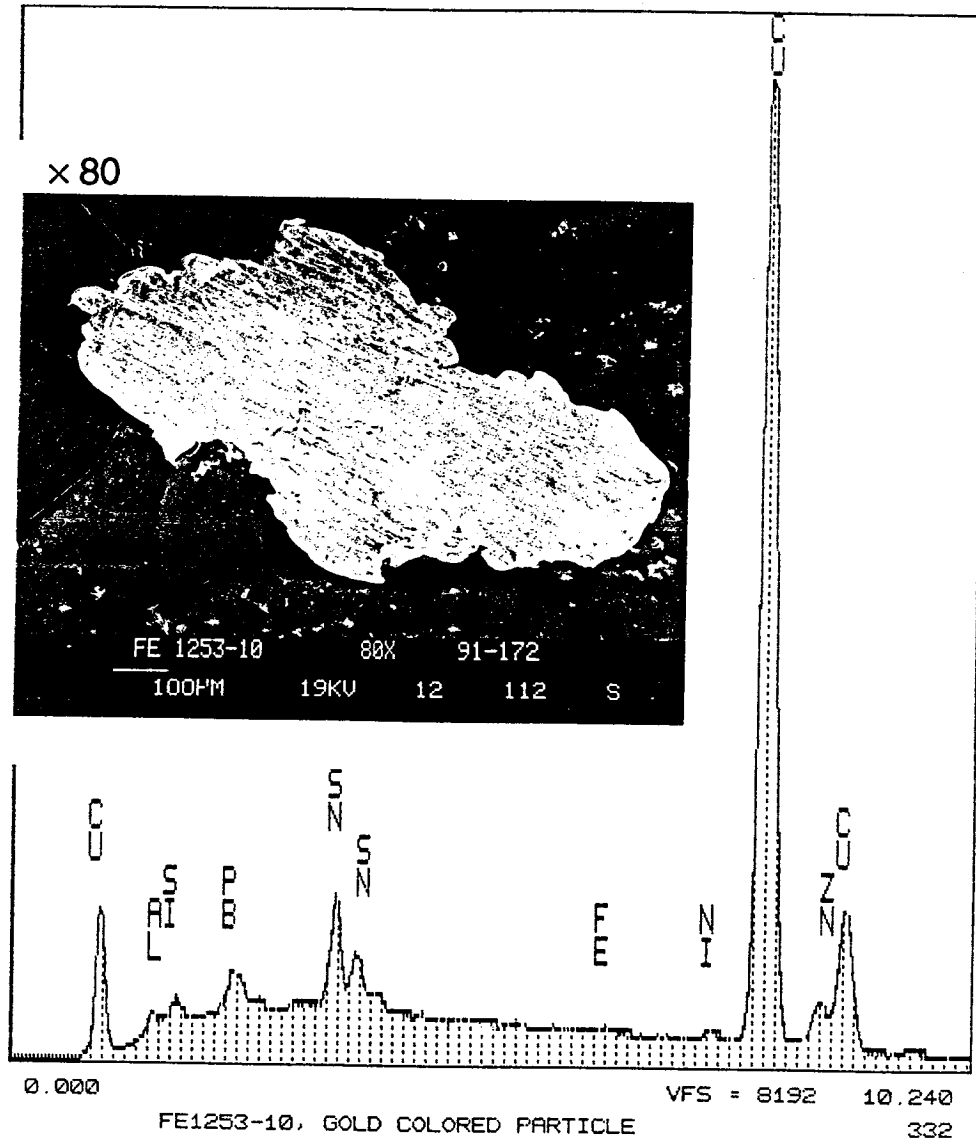 CU
×80
FE 1253-10 80X 91-172
100µM 19KV 12 112 S
CU
AL
SI
PB
SN
SN
FE
NI
ZN
CU
0.000 VFS = 8192 10.240
FE1253-10, GOLD COLORED PARTICLE 332